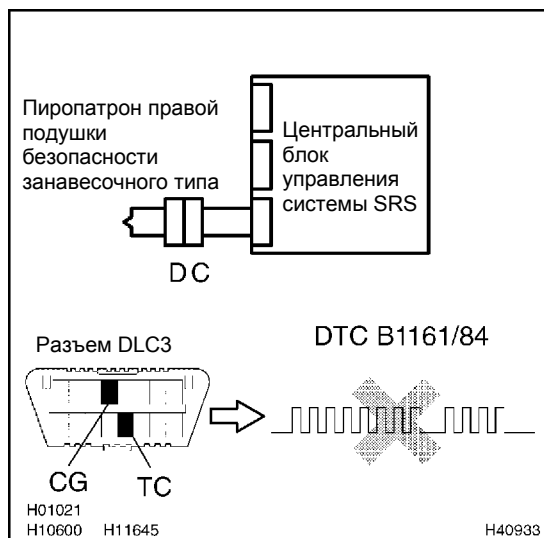 Пиропатрон правой
подушки
безопасности
занавесочного типа
Центральный
блок
управления
системы SRS
D C
Разъем DLC3
DTC B1161/84
CG
TC
H01021
H10600 H11645
H40933